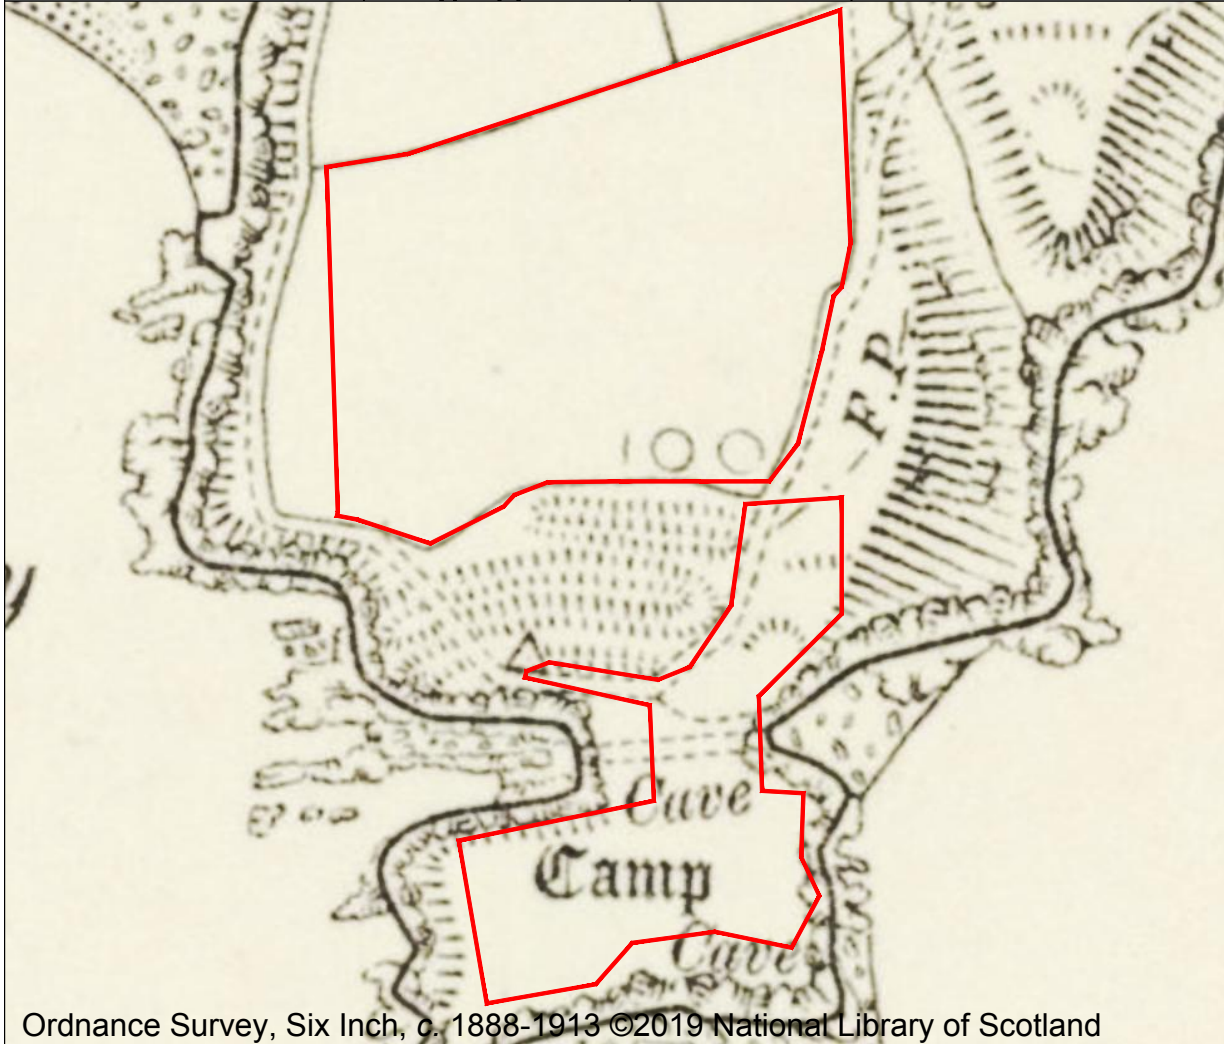 100
F.P.
Cave
Camp
Cave
Ordnance Survey, Six Inch, c. 1888-1913 ©2019 National Library of Scotland